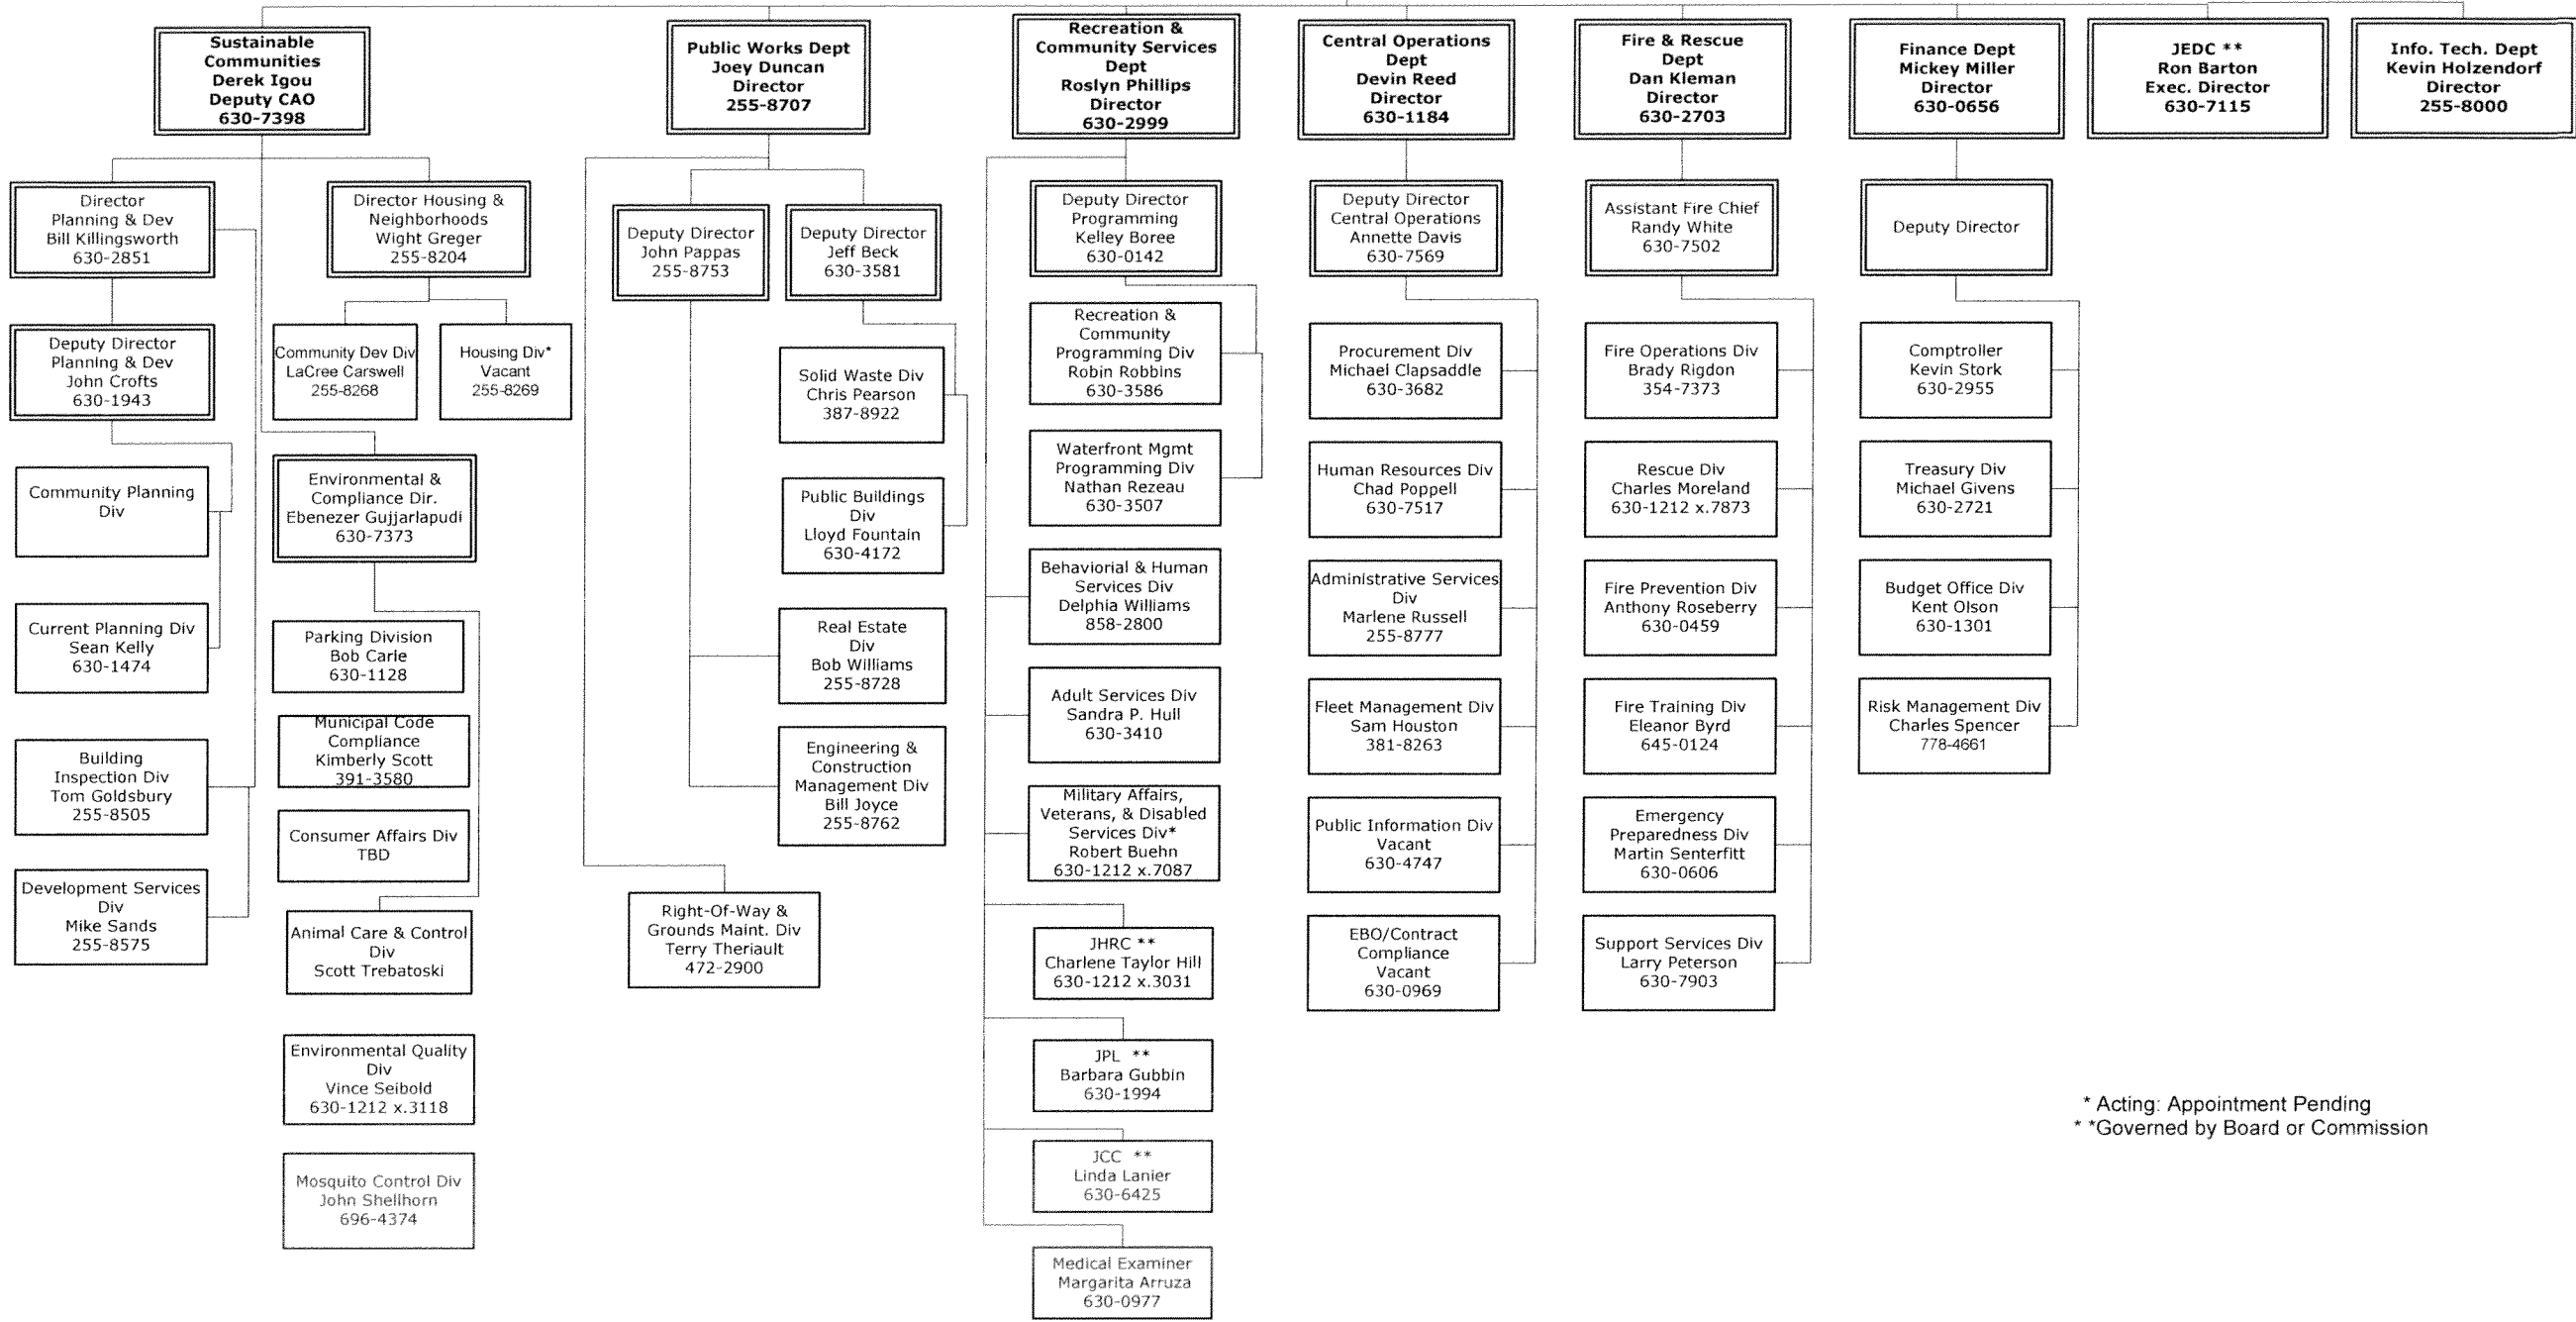 Sustainable
Communities
Derek Igou
Deputy CAO
630-7398
Public Works Dept
Joey Duncan
Director
255-8707
Recreation &
Community Services
Dept
Roslyn Phillips
Director
630-2999
Central Operations
Dept
Devin Reed
Director
630-1184
Fire & Rescue
Dept
Dan Kleman
Director
630-2703
Finance Dept
Mickey Miller
Director
630-0656
JEDC **
Ron Barton
Exec. Director
630-7115
Info. Tech. Dept
Kevin Holzendorf
Director
255-8000
Director
Planning & Dev
Bill Killingsworth
630-2851
Director Housing &
Neighborhoods
Wight Greger
255-8204
Deputy Director
Planning & Dev
John Crofts
630-1943
Community Dev Div
LaCree Carswell
255-8268
Housing Div*
Vacant
255-8269
Community Planning
Div
Current Planning Div
Sean Kelly
630-1474
Building
Inspection Div
Tom Goldsbury
255-8505
Development Services
Div
Mike Sands
255-8575
Environmental &
Compliance Dir.
Ebenezer Gujjarlapudi
630-7373
Parking Division
Bob Carle
630-1128
Municipal Code
Compliance
Kimberly Scott
391-3580
Consumer Affairs Div
TBD
Animal Care & Control
Div
Scott Trebatoski
Environmental Quality
Div
Vince Seibold
630-1212 x.3118
Mosquito Control Div
John Shellhorn
696-4374
Deputy Director
John Pappas
255-8753
Deputy Director
Jeff Beck
630-3581
Solid Waste Div
Chris Pearson
387-8922
Public Buildings
Div
Lloyd Fountain
630-4172
Real Estate
Div
Bob Williams
255-8728
Engineering &
Construction
Management Div
Bill Joyce
255-8762
Right-Of-Way &
Grounds Maint. Div
Terry Theriault
472-2900
Deputy Director
Programming
Kelley Boree
630-0142
Recreation &
Community
Programming Div
Robin Robbins
630-3586
Waterfront Mgmt
Programming Div
Nathan Rezeau
630-3507
Behaviorial & Human
Services Div
Delphia Williams
858-2800
Adult Services Div
Sandra P. Hull
630-3410
Military Affairs,
Veterans, & Disabled
Services Div*
Robert Buehn
630-1212 x.7087
JHRC **
Charlene Taylor Hill
630-1212 x.3031
JPL **
Barbara Gubbin
630-1994
JCC **
Linda Lanier
630-6425
Medical Examiner
Margarita Arruza
630-0977
Deputy Director
Central Operations
Annette Davis
630-7569
Procurement Div
Michael Clapsaddle
630-3682
Human Resources Div
Chad Poppell
630-7517
Administrative Services
Div
Marlene Russell
255-8777
Fleet Management Div
Sam Houston
381-8263
Public Information Div
Vacant
630-4747
EBO/Contract
Compliance
Vacant
630-0969
Assistant Fire Chief
Randy White
630-7502
Fire Operations Div
Brady Rigdon
354-7373
Rescue Div
Charles Moreland
630-1212 x.7873
Fire Prevention Div
Anthony Roseberry
630-0459
Fire Training Div
Eleanor Byrd
645-0124
Emergency
Preparedness Div
Martin Senterfitt
630-0606
Support Services Div
Larry Peterson
630-7903
Deputy Director
Comptroller
Kevin Stork
630-2955
Treasury Div
Michael Givens
630-2721
Budget Office Div
Kent Olson
630-1301
Risk Management Div
Charles Spencer
778-4661
* Acting: Appointment Pending
* *Governed by Board or Commission